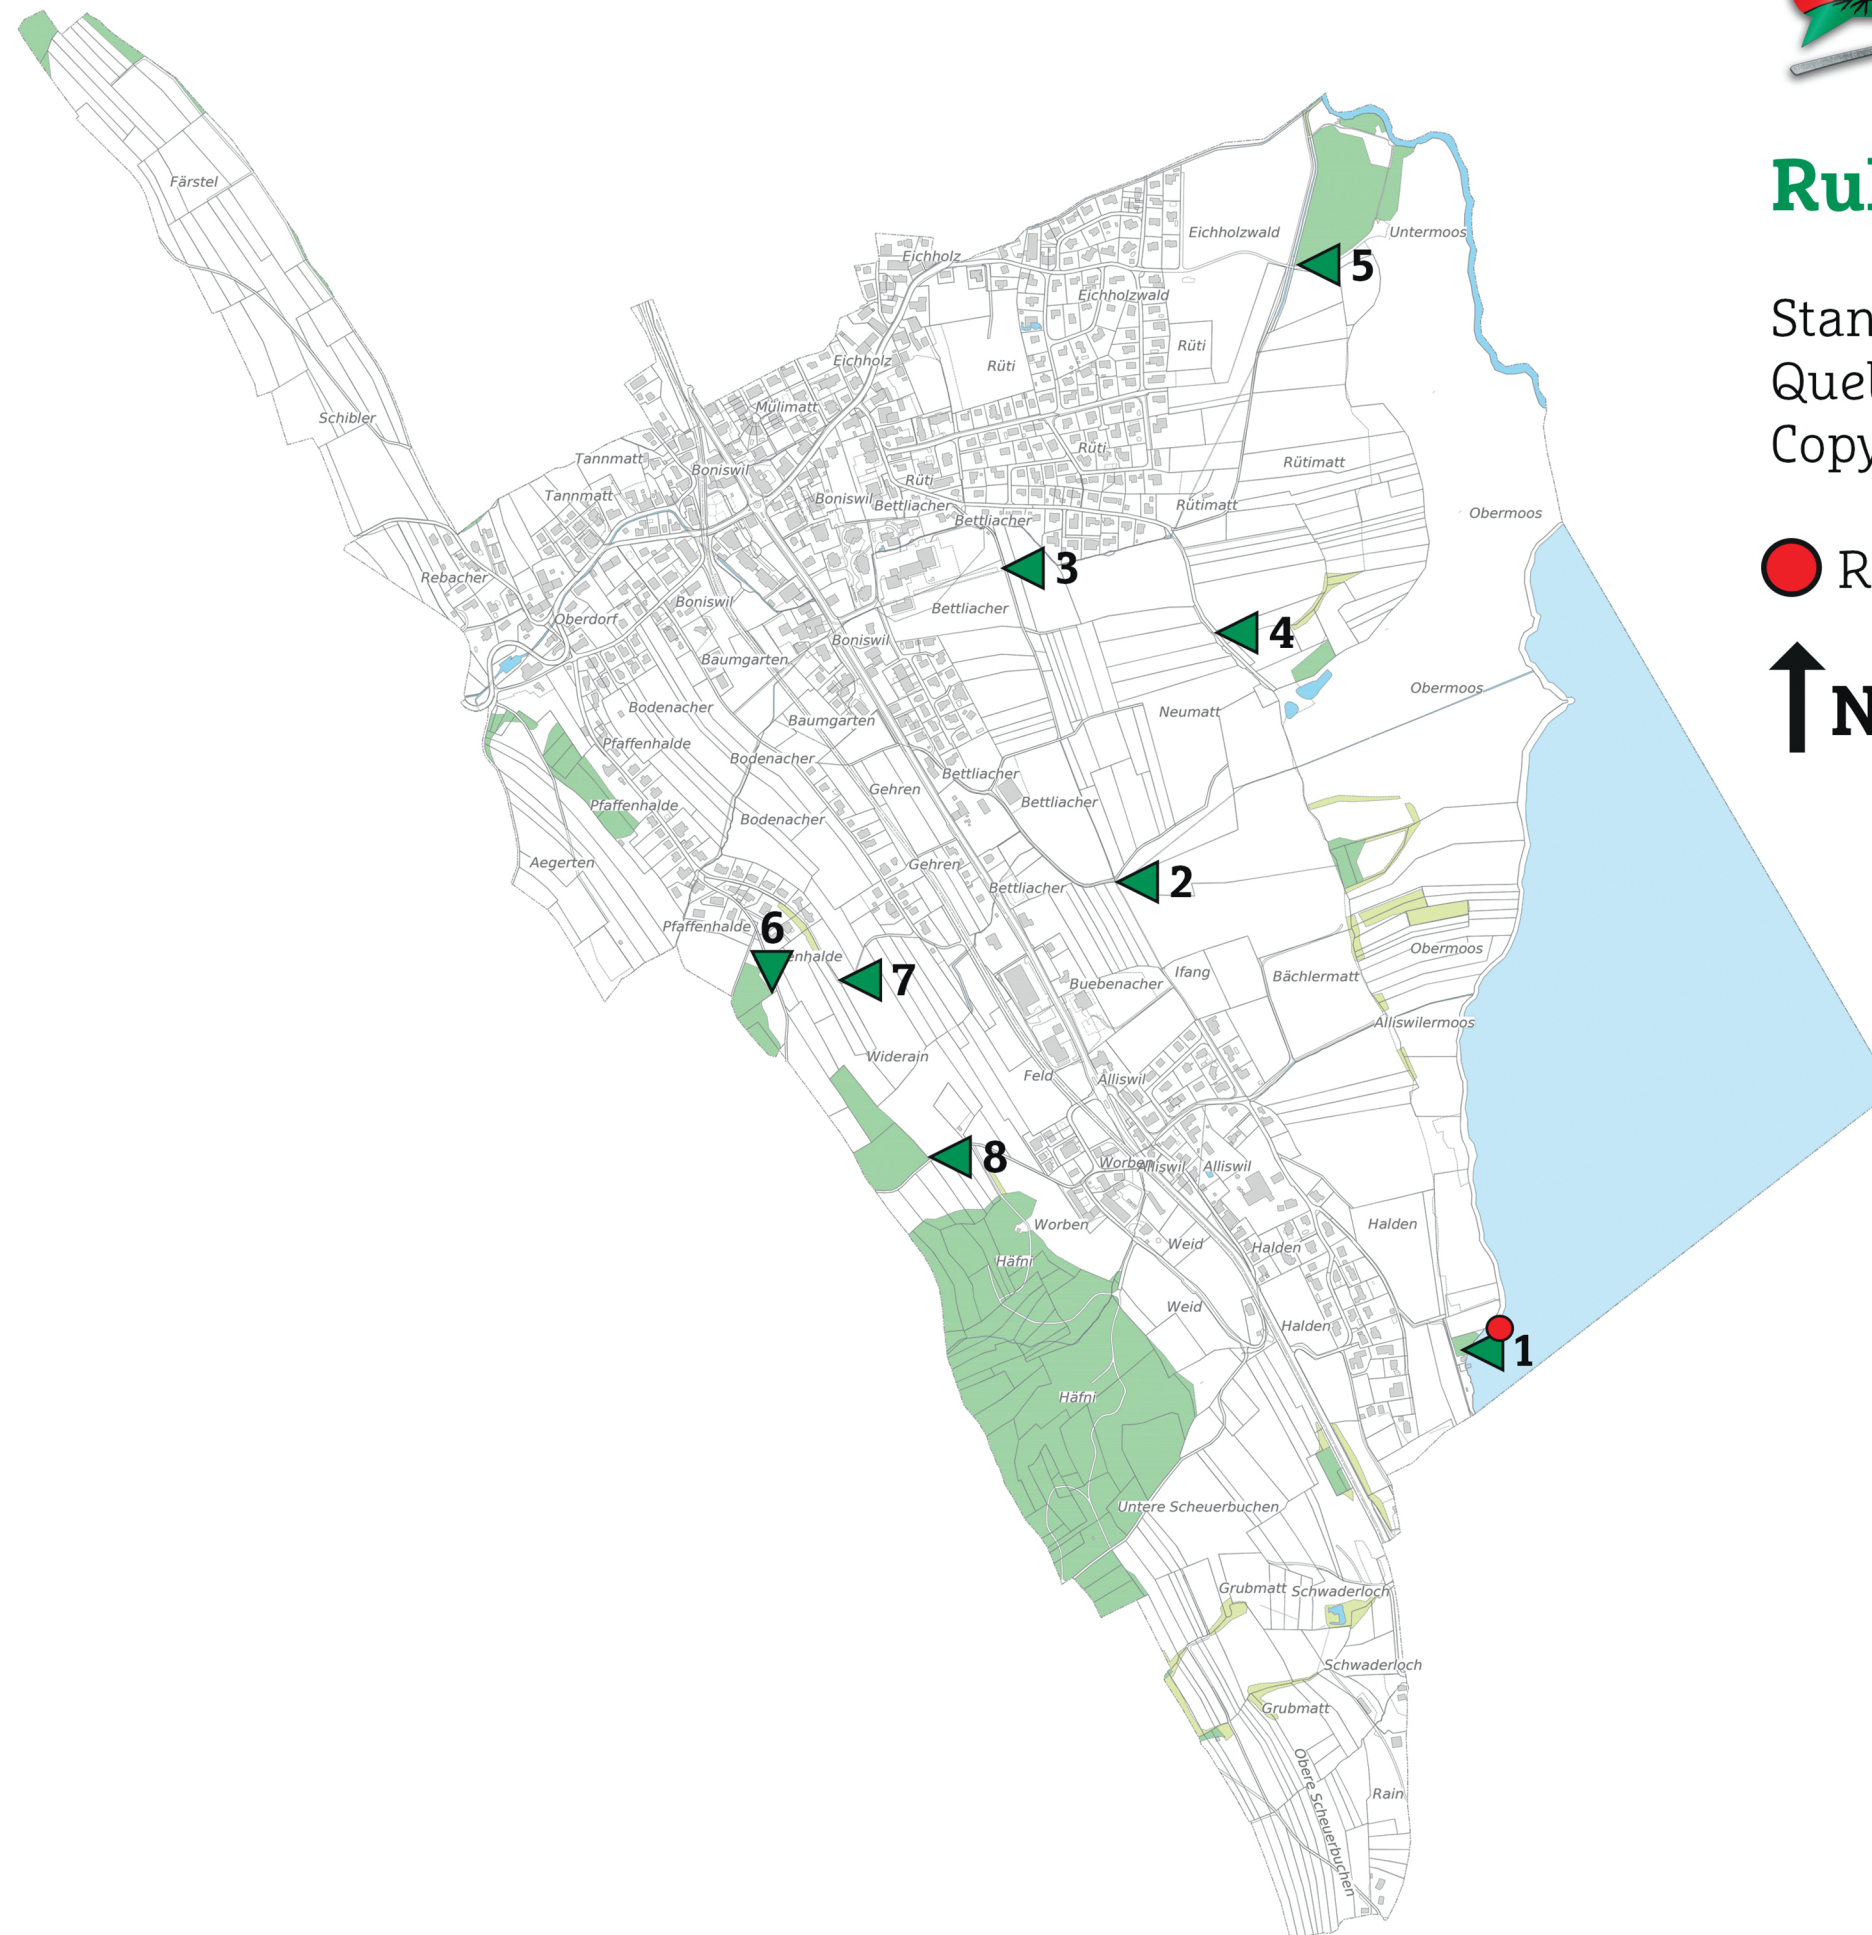 Färstel
Eichholzwald
Untermoos
Rul
Eichholz
5
Eichholzwald
Stan
Rüti
Eichholz
Rüti
Quel
Mülimatt
Schibler
Copy
Rüti
Tannmatt
Rütimatt
Boniswil
Rüti
Tannmatt
Boniswil
Bettliacher
Rütimatt
Obermoos
Bettliacher
3
R
Rebacher
Boniswil
Bettliacher
Oberdorf
4
Boniswil
Baumgarten
Obermoos
Bodenacher
Neumatt
N
Baumgarten
Pfaffenhalde
Bodenacher
Bettliacher
Gehren
Bettliacher
Pfaffenhalde
Bodenacher
Aegerten
Gehren
2
Bettliacher
Pfaffenhalde
6
Obermoos
enhalde
7
Ifang
Bächlermatt
Buebenacher
Alliswilermoos
Widerain
Feld
Alliswil
8
Worben
Alliswil
Alliswil
Worben
Halden
Weid
Halden
Häfni
Weid
Halden
1
Häfni
Untere Scheuerbuchen
Grubmatt
Schwaderloch
Schwaderloch
Grubmatt
Obere Scheuerbuchen
Rain